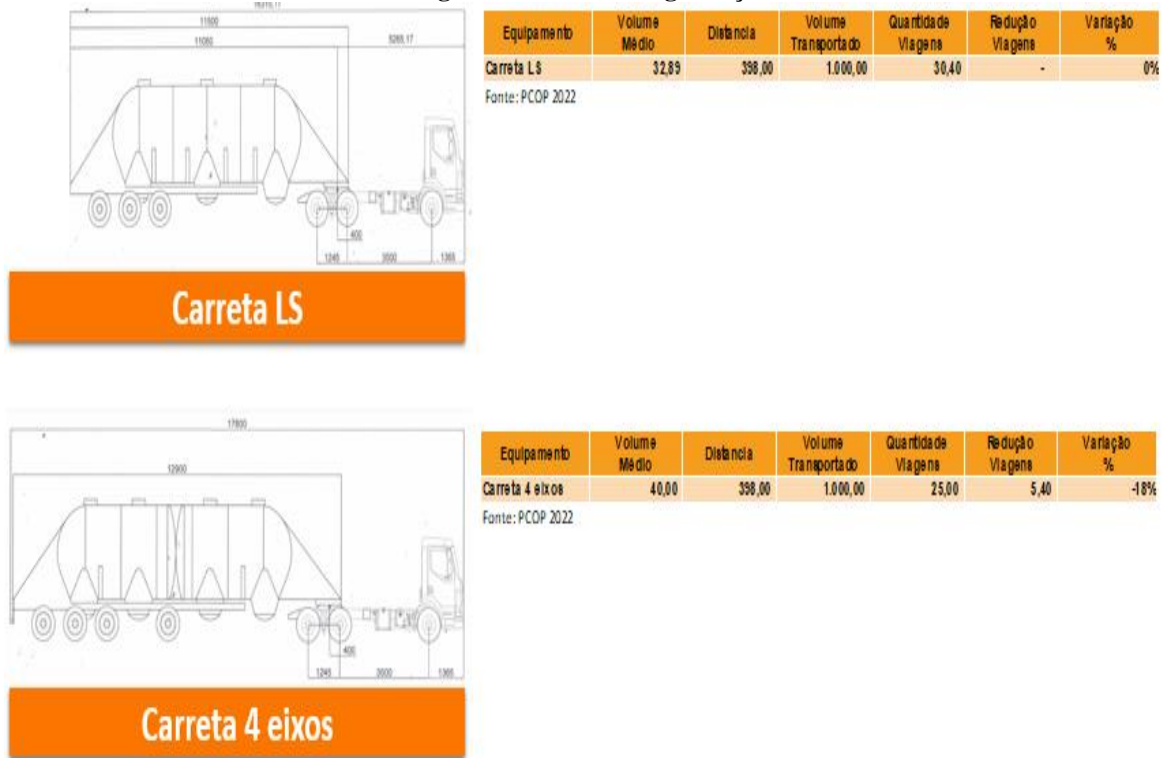 11800
11060
5265,17
400
1245 3500 1365
Carreta LS
Equipamento Volume Médio Distancia Volume Transportado Quantidade Viagens Redução Viagens Variação %
Carreta LS 32,89 398,00 1.000,00 30,40 - 0%
Fonte: PCOP 2022
17800
12900
400
1245 3500 1365
Carreta 4 eixos
Equipamento Volume Médio Distancia Volume Transportado Quantidade Viagens Redução Viagens Variação %
Carreta 4 eixos 40,00 398,00 1.000,00 25,00 5,40 -18%
Fonte: PCOP 2022